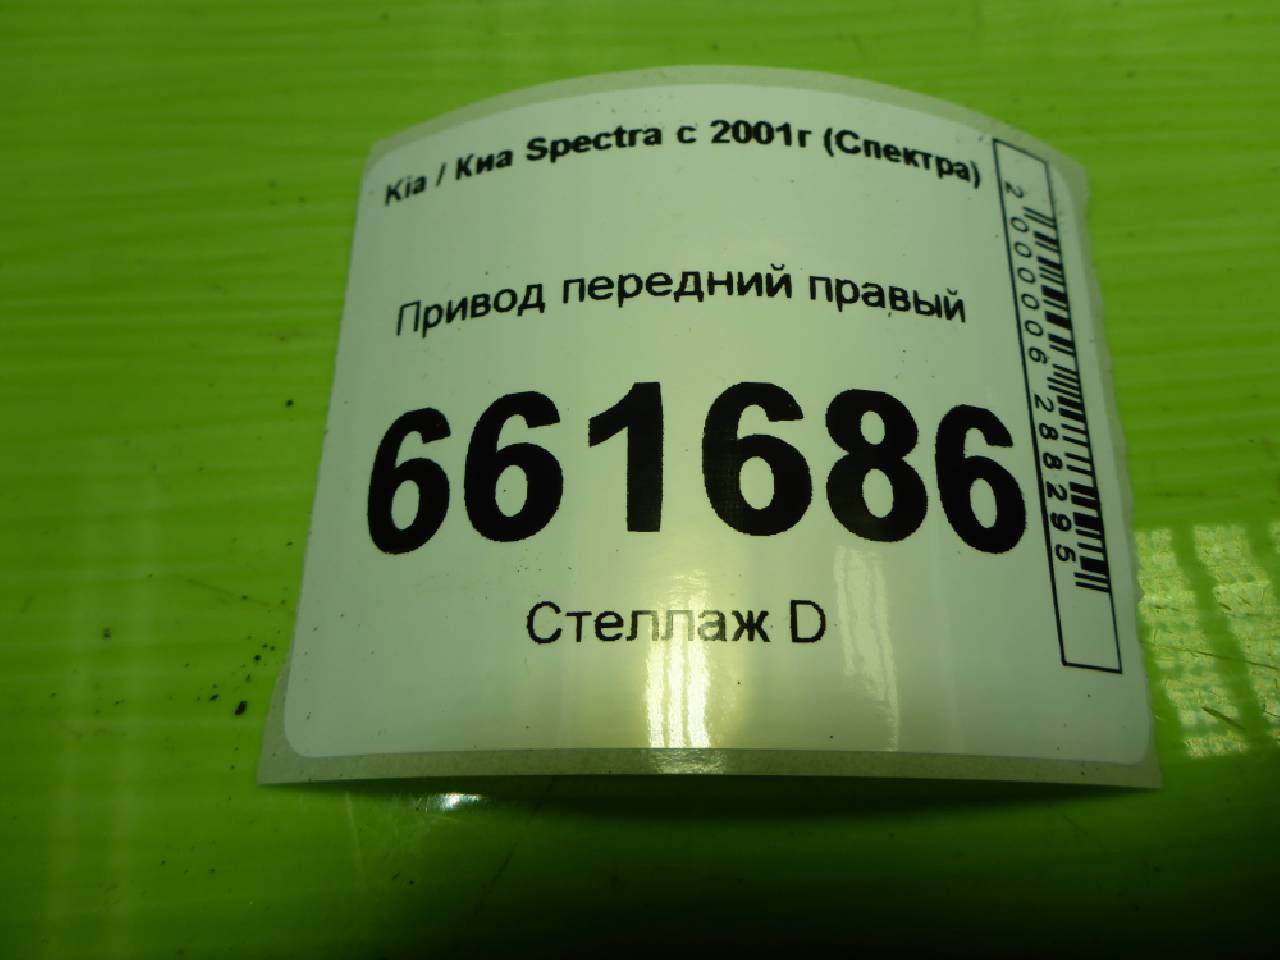 Kia / Киа Spectra с 2001г (Спектра)
Привод передний правый
661686
Стеллаж D
2000006288295